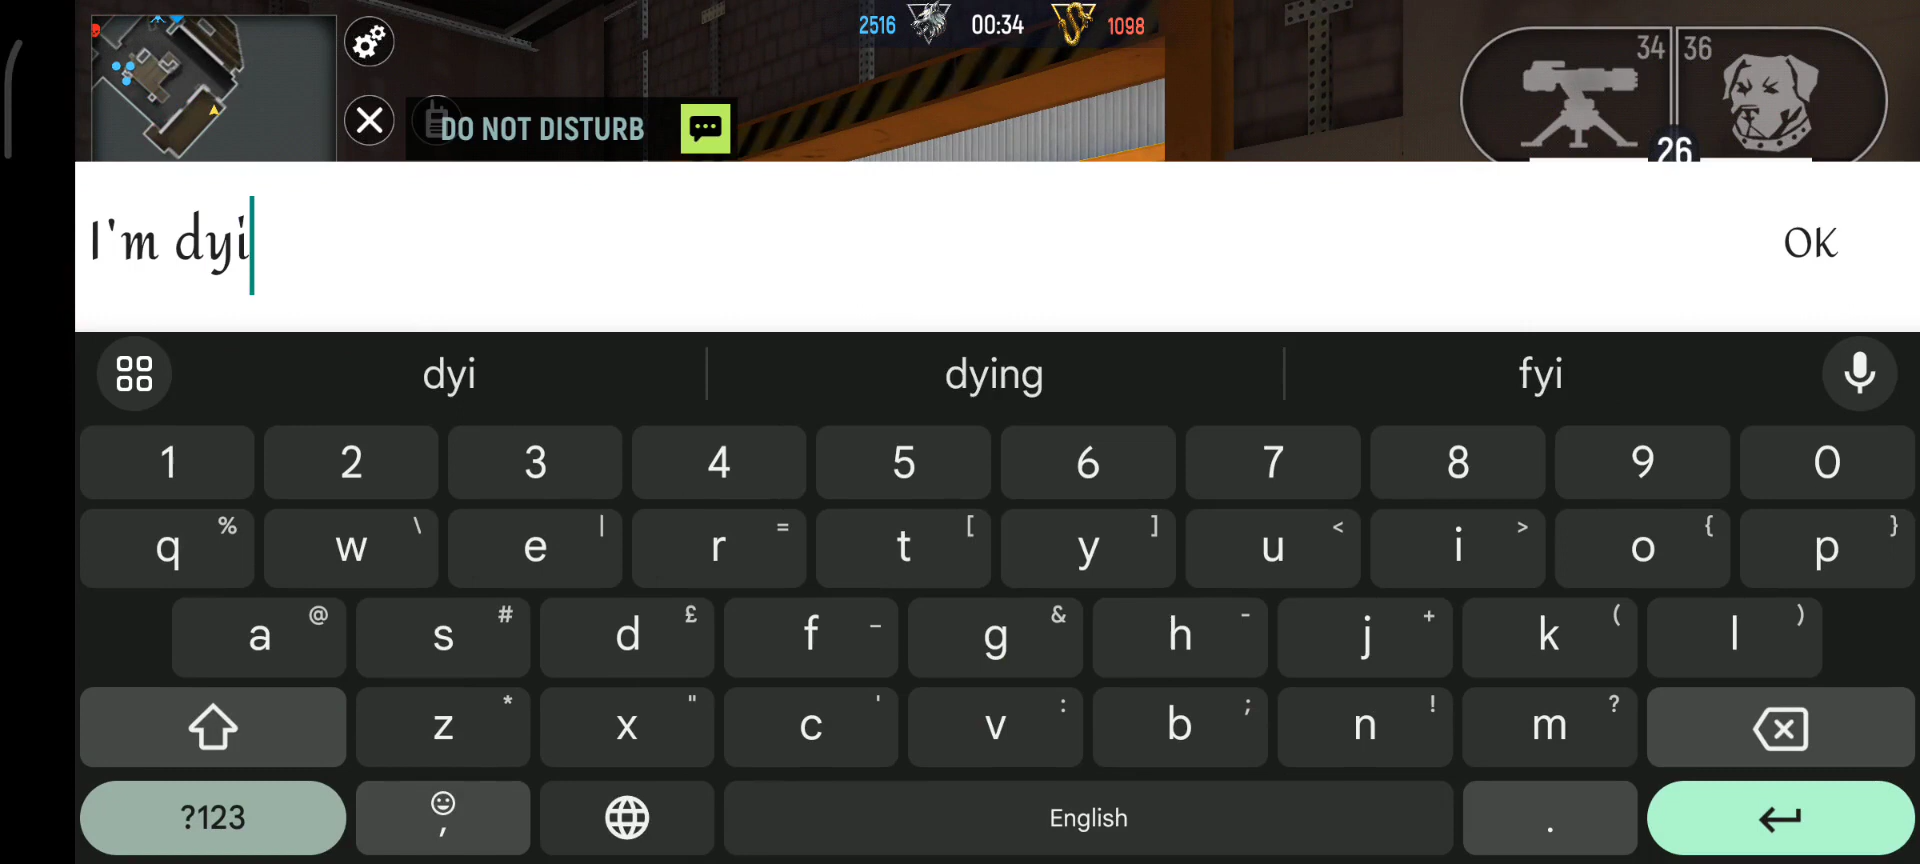 2516 00:34 1098
34 36
26
DO NOT DISTURB
I'm dyi
OK
dyi dying fyi
1 2 3 4 5 6 7 8 9 0
q % w \ e | r = t [ y ] u < i > o { p }
a @ s # d £ f _ g & h - j + k ( l )
z * x " c ' v : b ; n ! m ?
?123 , English .